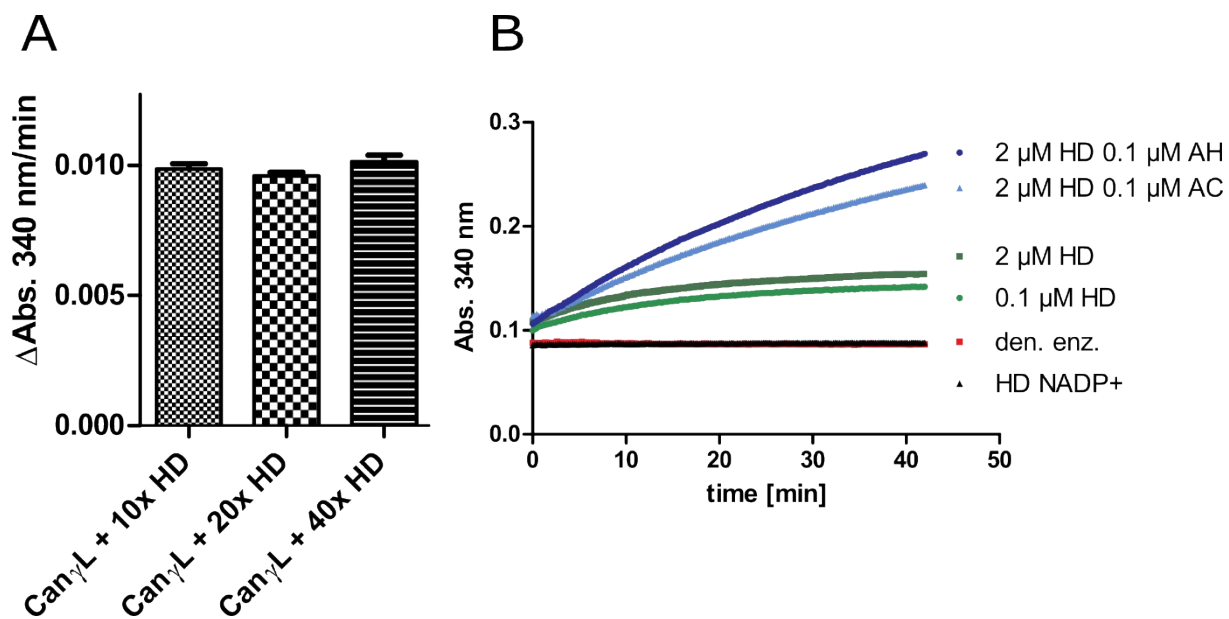 A
ΔAbs. 340 nm/min
0.010
0.005
0.000
CanγL + 10x HD
CanγL + 20x HD
CanγL + 40x HD
B
Abs. 340 nm
0.3
0.2
0.1
0.0
0
10
20
30
40
50
time [min]
2 µM HD 0.1 µM AH
2 µM HD 0.1 µM AC
2 µM HD
0.1 µM HD
den. enz.
HD NADP+